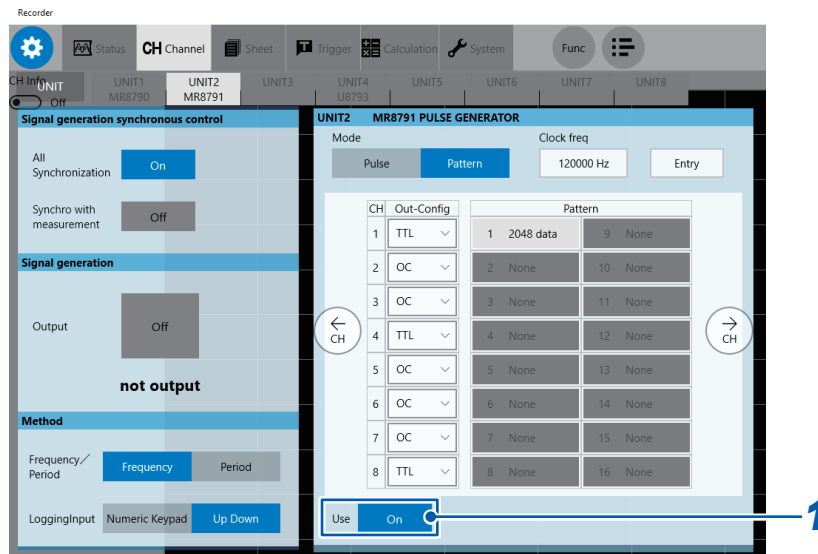 Recorder
Status CH Channel Sheet Trigger Calculation System Func
CH Info UNIT UNIT1 UNIT2 UNIT3 UNIT4 UNIT5 UNIT6 UNIT7 UNIT8
Off MR8790 MR8791 U8793
Signal generation synchronous control
All
Synchronization On
Synchro with
measurement Off
Signal generation
Output Off
not output
Method
Frequency／
Period Frequency Period
LoggingInput Numeric Keypad Up Down
UNIT2 MR8791 PULSE GENERATOR
Mode Clock freq
Pulse Pattern 120000 Hz Entry
CH Out-Config Pattern
1 TTL 1 2048 data 9 None
2 OC 2 None 10 None
3 OC 3 None 11 None
4 TTL 4 None 12 None
5 OC 5 None 13 None
6 OC 6 None 14 None
7 OC 7 None 15 None
8 TTL 8 None 16 None
← CH
→ CH
Use On
1